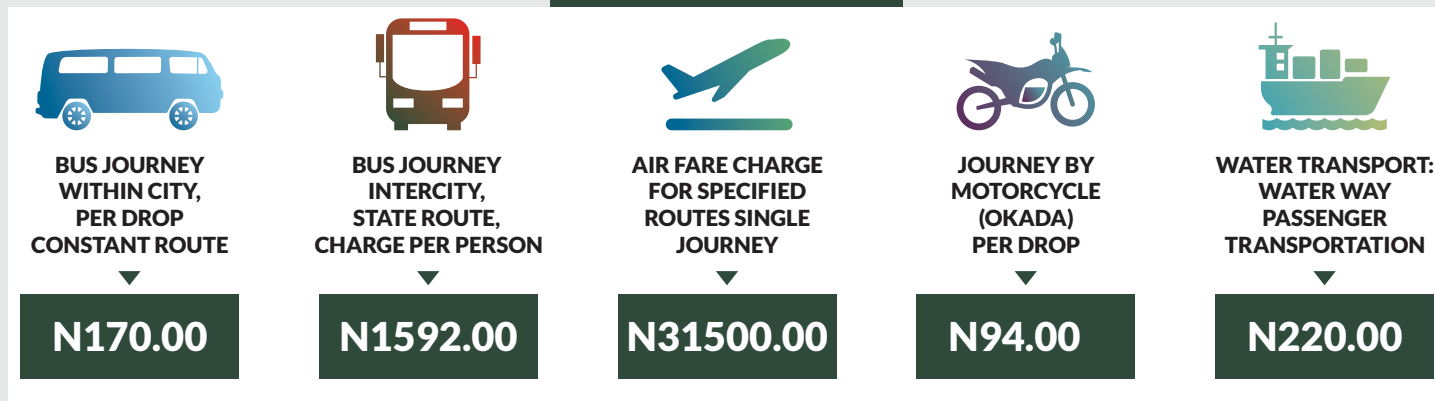 BUS JOURNEY
WITHIN CITY,
PER DROP
CONSTANT ROUTE
N170.00
BUS JOURNEY
INTERCITY,
STATE ROUTE,
CHARGE PER PERSON
N1592.00
AIR FARE CHARGE
FOR SPECIFIED
ROUTES SINGLE
JOURNEY
N31500.00
JOURNEY BY
MOTORCYCLE
(OKADA)
PER DROP
N94.00
WATER TRANSPORT:
WATER WAY
PASSENGER
TRANSPORTATION
N220.00